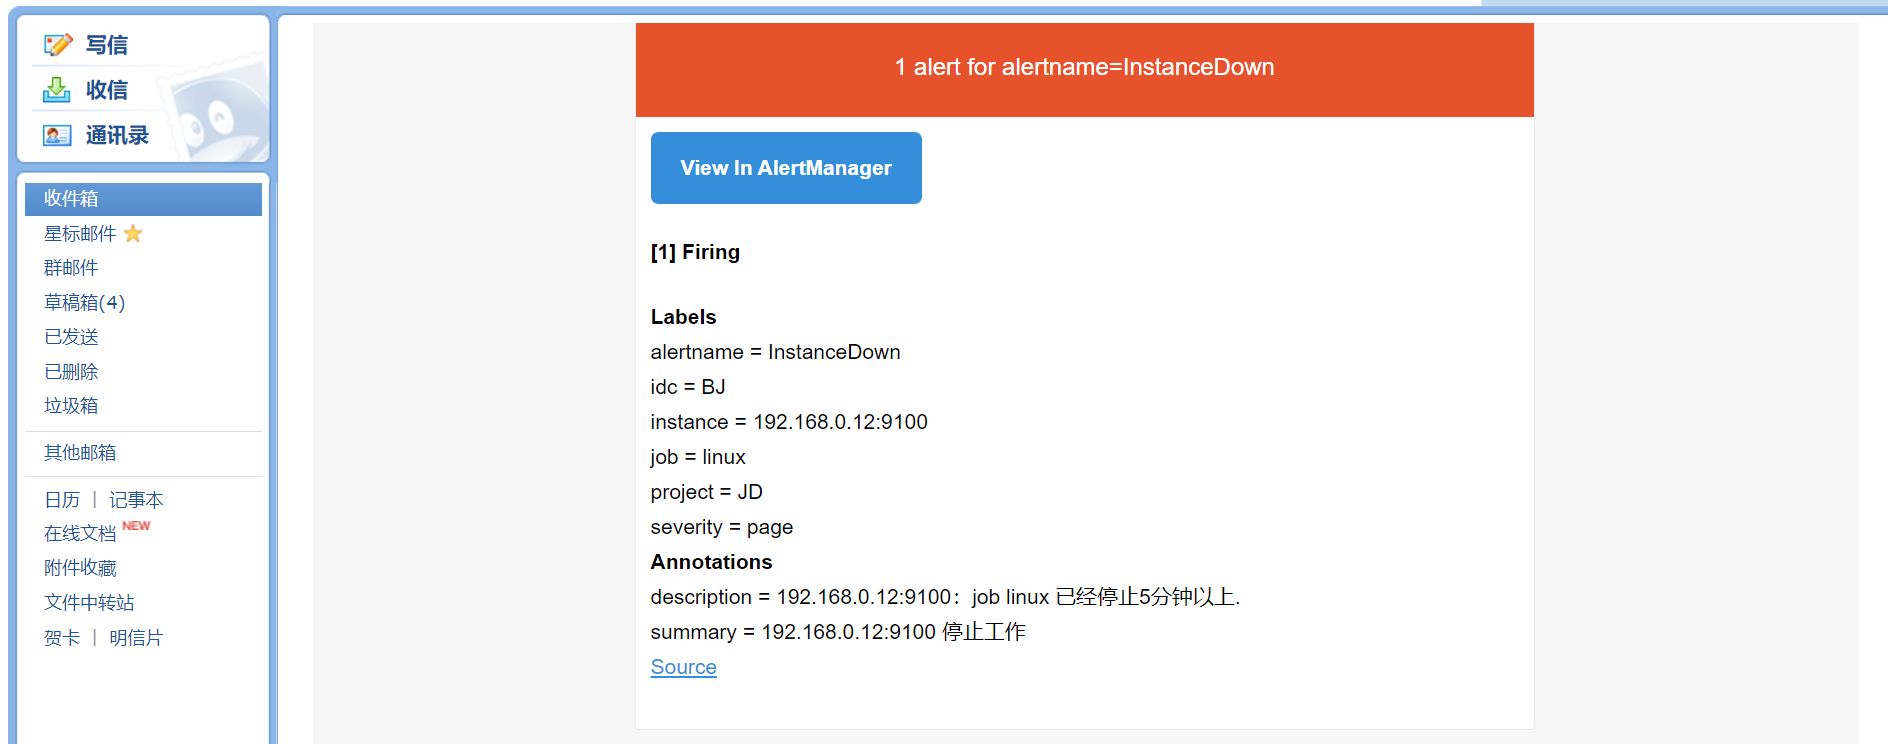 写信
收信
通讯录
收件箱
星标邮件
群邮件
草稿箱(4)
已发送
已删除
垃圾箱
其他邮箱
日历 | 记事本
在线文档 NEW
附件收藏
文件中转站
贺卡 | 明信片
1 alert for alertname=InstanceDown
View In AlertManager
[1] Firing
Labels
alertname = InstanceDown
idc = BJ
instance = 192.168.0.12:9100
job = linux
project = JD
severity = page
Annotations
description = 192.168.0.12:9100：job linux 已经停止5分钟以上.
summary = 192.168.0.12:9100 停止工作
Source